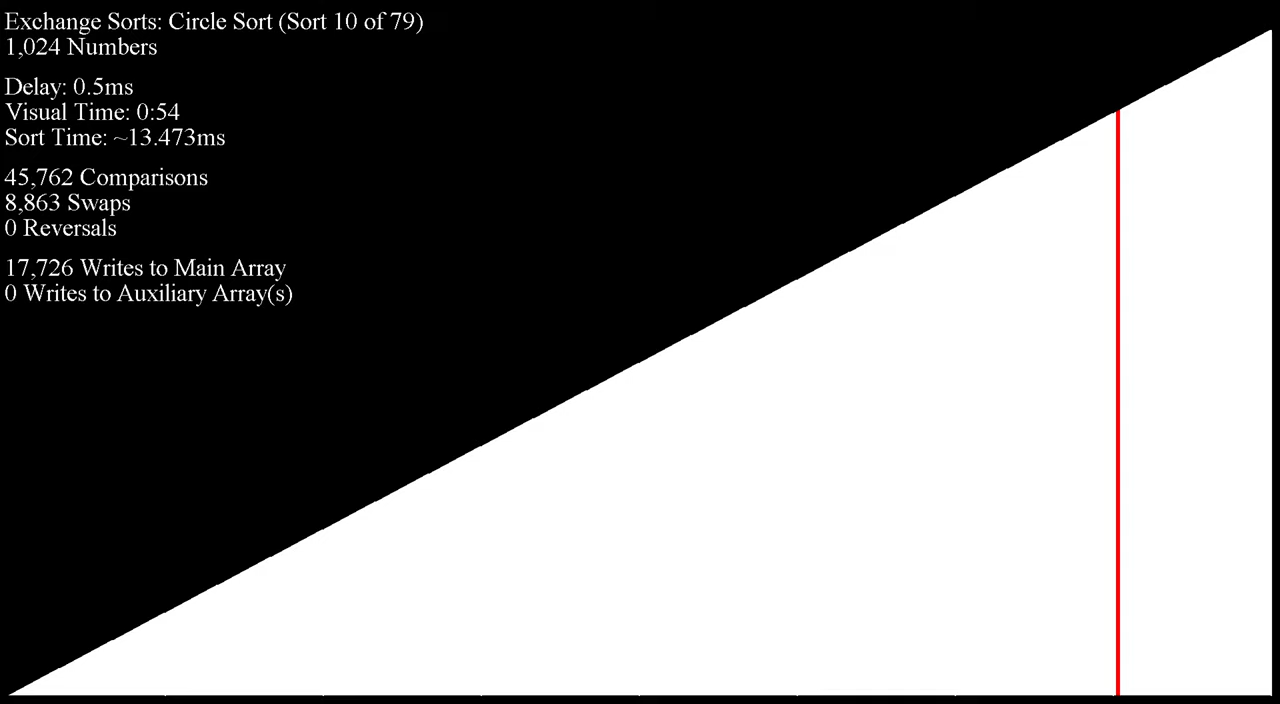 Exchange Sorts: Circle Sort (Sort 10 of 79)
1,024 Numbers
Delay: 0.5ms
Visual Time: 0:54
Sort Time: ~13.473ms
45,762 Comparisons
8,863 Swaps
0 Reversals
17,726 Writes to Main Array
0 Writes to Auxiliary Array(s)